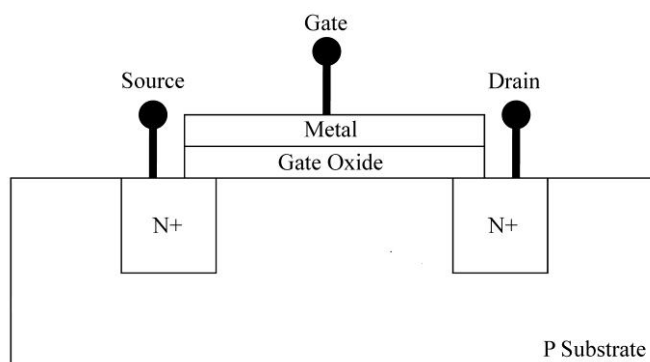 Gate
Source
Drain
Metal
Gate Oxide
N+
N+
P Substrate